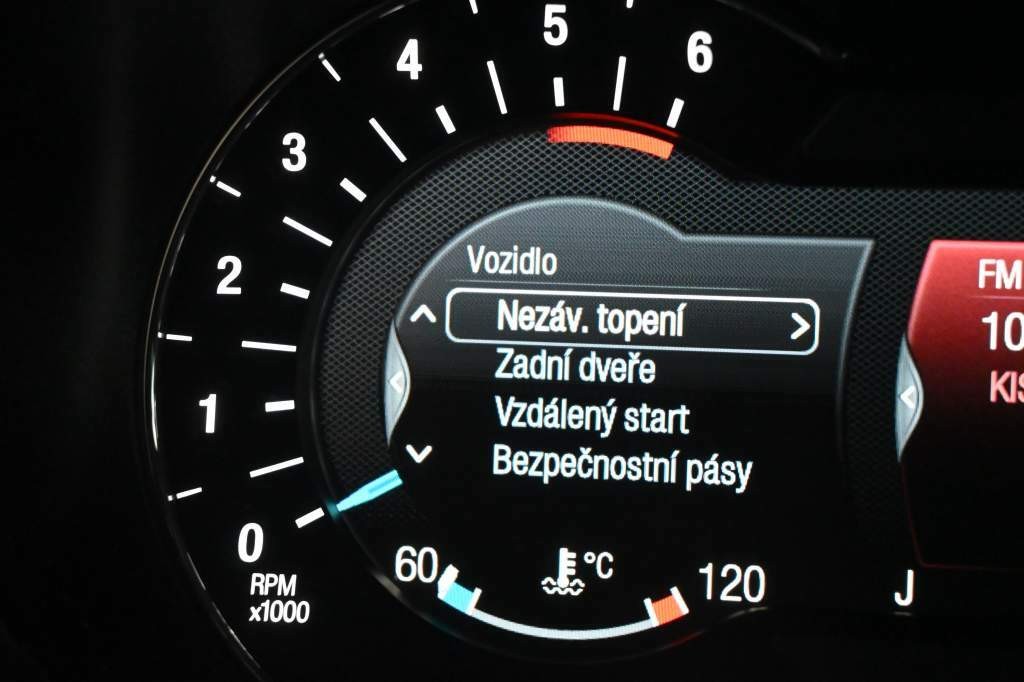 6
5
4
3
2
1
0
RPM
x1000
Vozidlo
Nezáv. topení
Zadní dveře
Vzdálený start
Bezpečnostní pásy
60
°C
120
FM
10
KIS
J